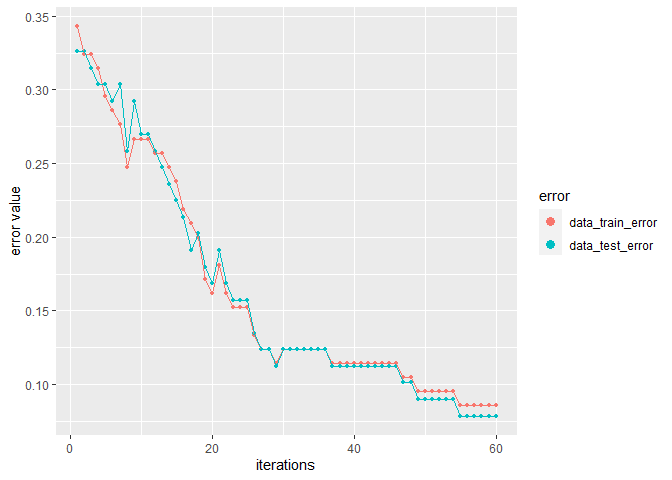 0.35
0.30
0.25
0.20
0.15
0.10
error value
0
20
40
60
iterations
error
data_train_error
data_test_error